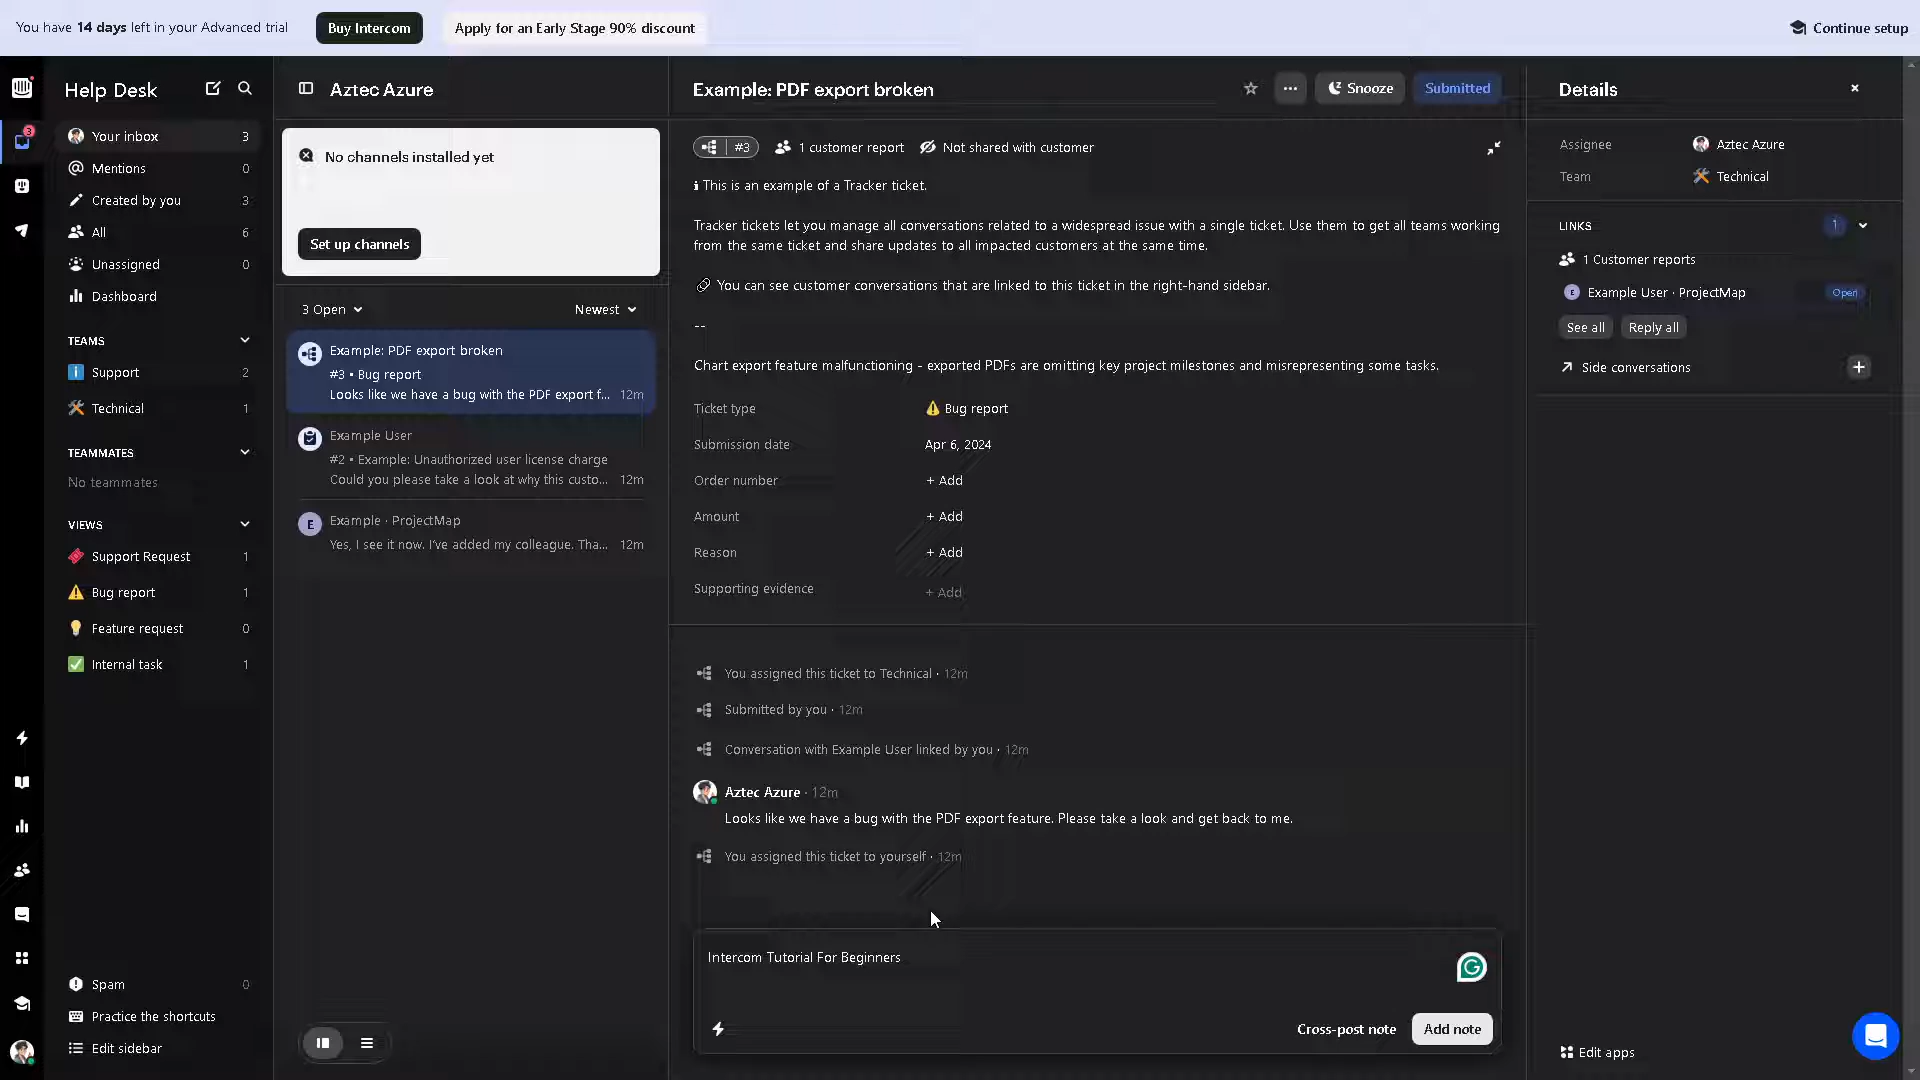 You have 14 days left in your Advanced trial
Buy Intercom
Apply for an Early Stage 90% discount
Continue setup
Help Desk
3
Your inbox 3
Mentions 0
Created by you 3
All 6
Unassigned 0
Dashboard
TEAMS
Support 2
Technical 1
TEAMMATES
No teammates
VIEWS
Support Request 1
Bug report 1
Feature request 0
Internal task 1
Spam 0
Practice the shortcuts
Edit sidebar
Aztec Azure
No channels installed yet
Set up channels
3 Open
Newest
Example: PDF export broken
#3 • Bug report
Looks like we have a bug with the PDF export f... 12m
Example User
#2 • Example: Unauthorized user license charge
Could you please take a look at why this custo... 12m
E
Example · ProjectMap
Yes, I see it now. I've added my colleague. Tha... 12m
Example: PDF export broken
Snooze
Submitted
#3
1 customer report
Not shared with customer
ℹ This is an example of a Tracker ticket.
Tracker tickets let you manage all conversations related to a widespread issue with a single ticket. Use them to get all teams working
from the same ticket and share updates to all impacted customers at the same time.
You can see customer conversations that are linked to this ticket in the right-hand sidebar.
--
Chart export feature malfunctioning - exported PDFs are omitting key project milestones and misrepresenting some tasks.
Ticket type Bug report
Submission date Apr 6, 2024
Order number + Add
Amount + Add
Reason + Add
Supporting evidence + Add
You assigned this ticket to Technical · 12m
Submitted by you · 12m
Conversation with Example User linked by you · 12m
Aztec Azure · 12m
Looks like we have a bug with the PDF export feature. Please take a look and get back to me.
You assigned this ticket to yourself · 12m
Intercom Tutorial For Beginners
Cross-post note
Add note
Details
Assignee Aztec Azure
Team Technical
LINKS 1
1 Customer reports
E Example User · ProjectMap Open
See all
Reply all
Side conversations
Edit apps